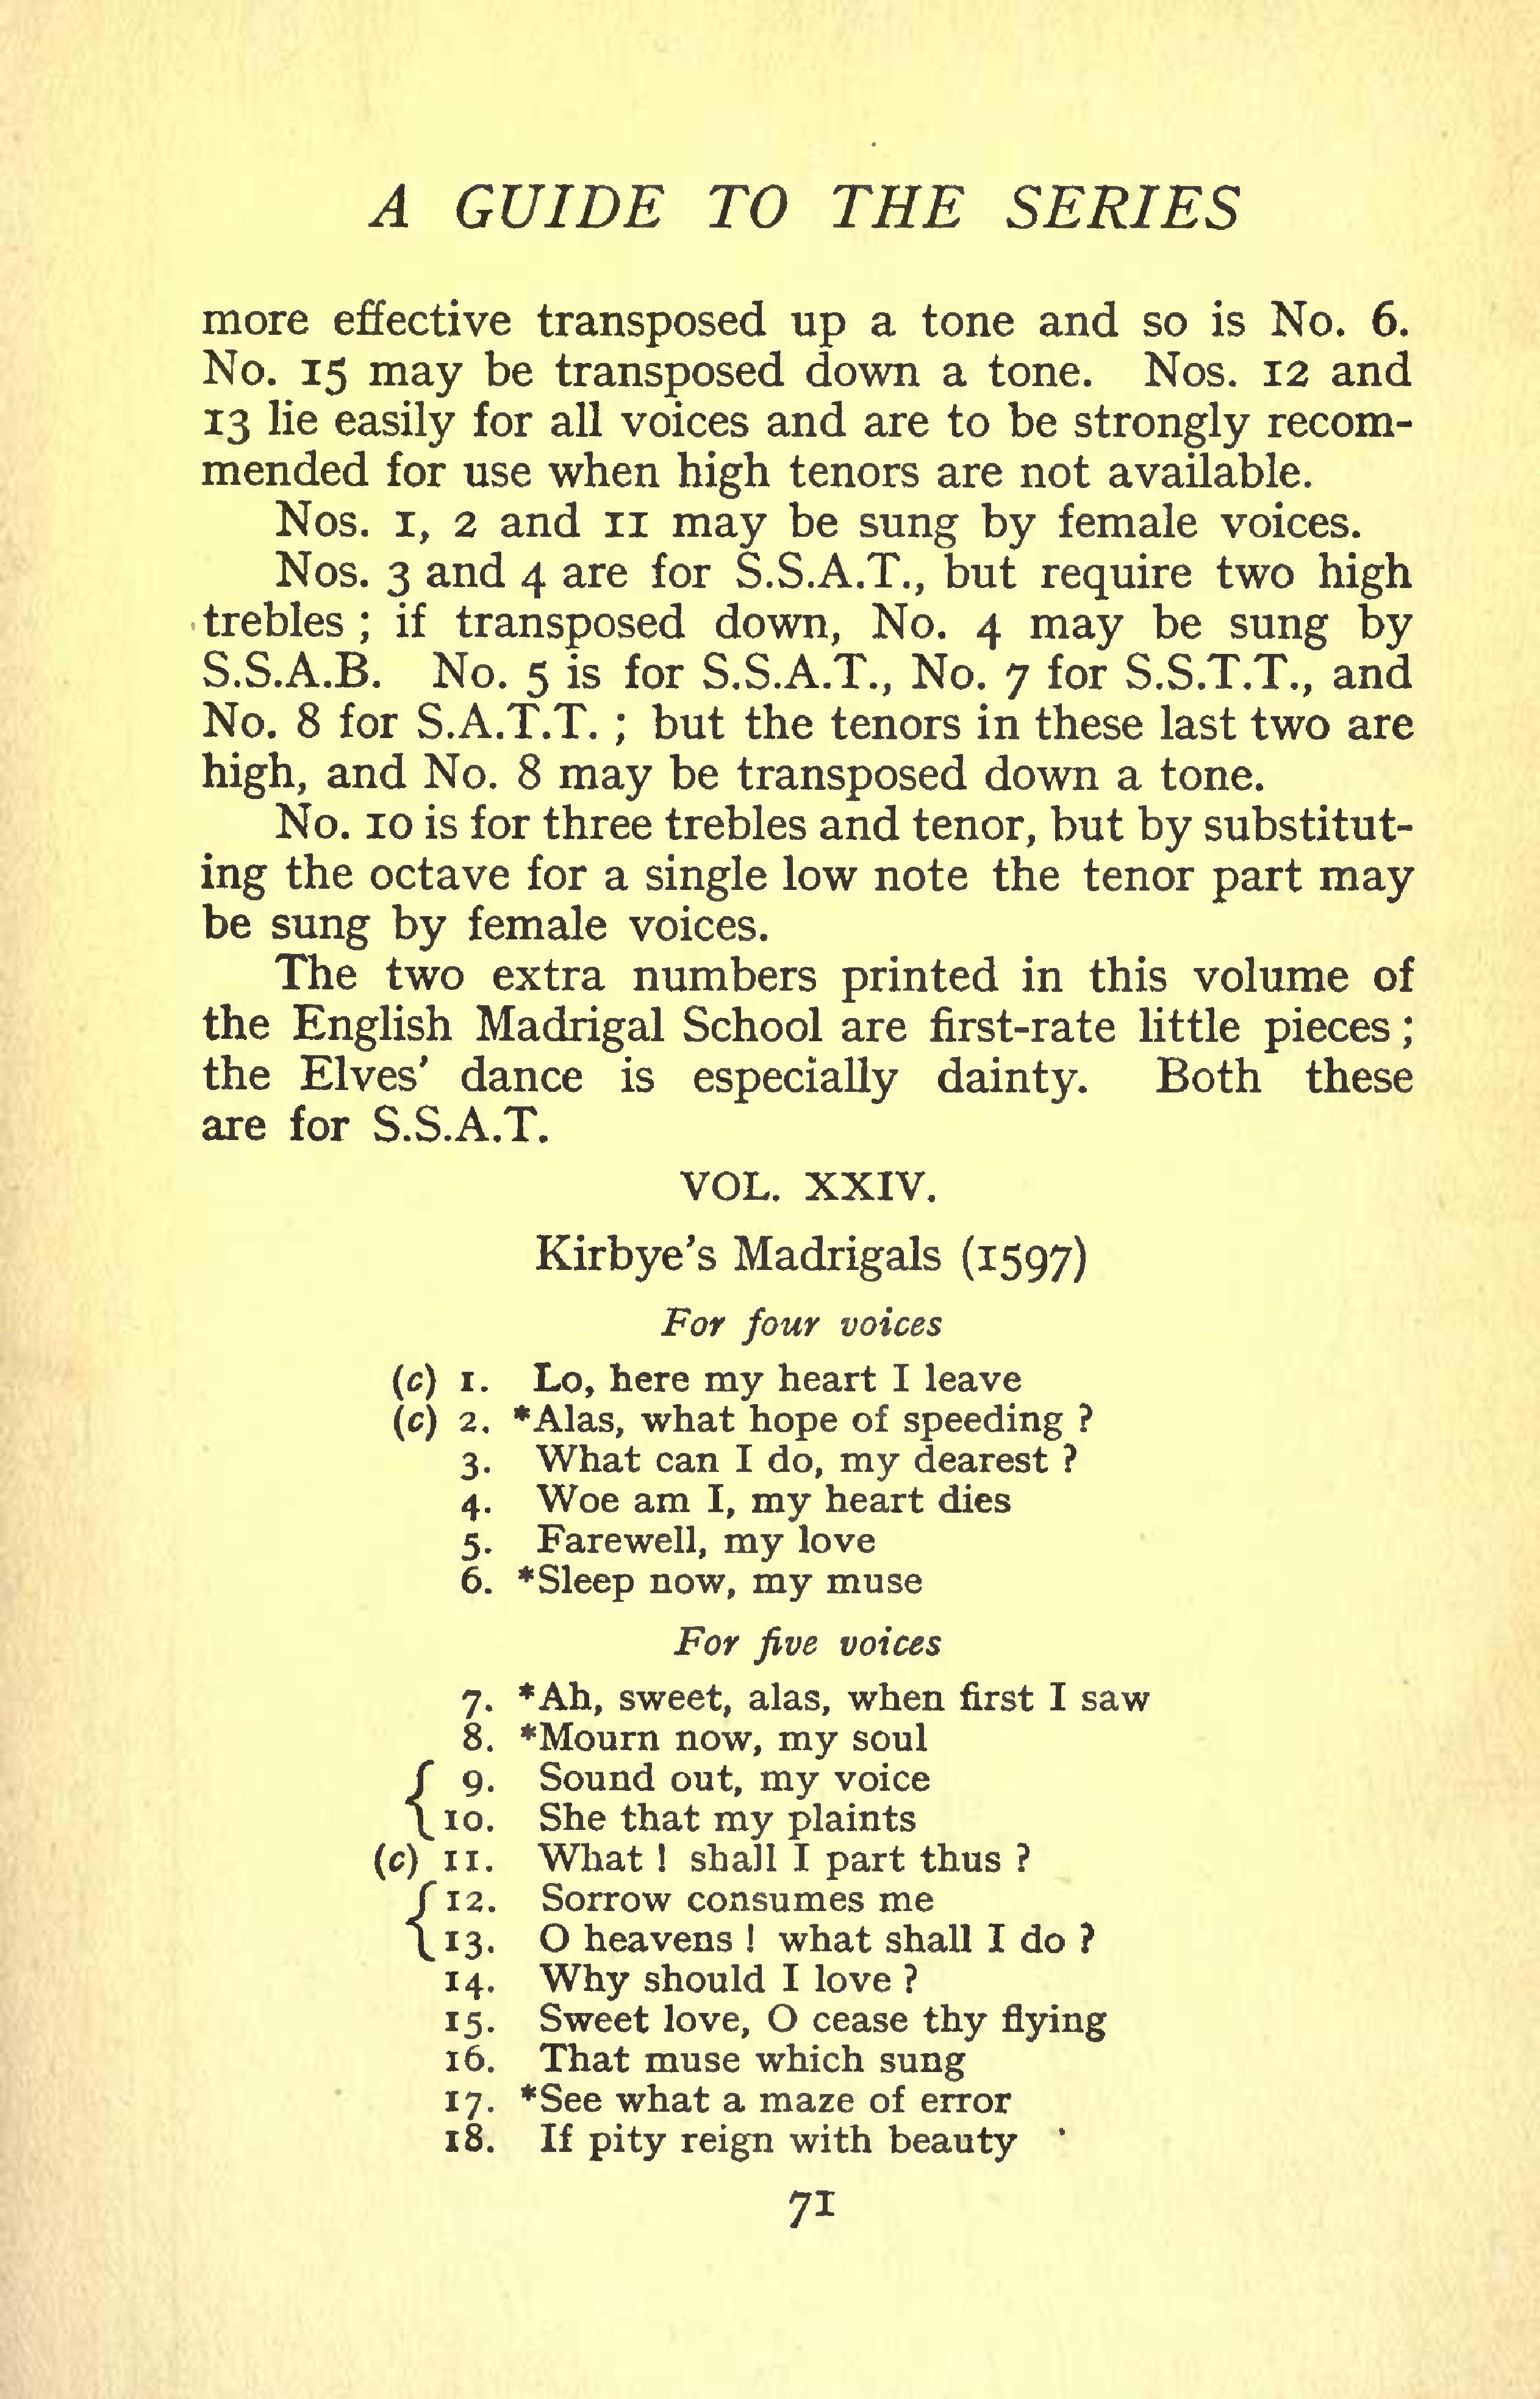 A GUIDE TO THE SERIES
more effective transposed up a tone and so is No. 6.
No. 15 may be transposed down a tone. Nos. 12 and
13 lie easily for all voices and are to be strongly recom-
mended for use when high tenors are not available.
Nos. 1, 2 and 11 may be sung by female voices.
Nos. 3 and 4 are for S.S.A.T., but require two high
trebles ; if transposed down, No. 4 may be sung by
S.S.A.B. No. 5 is for S.S.A.T., No. 7 for S.S.T.T., and
No. 8 for S.A.T.T. ; but the tenors in these last two are
high, and No. 8 may be transposed down a tone.
No. 10 is for three trebles and tenor, but by substitut-
ing the octave for a single low note the tenor part may
be sung by female voices.
The two extra numbers printed in this volume of
the English Madrigal School are first-rate little pieces ;
the Elves' dance is especially dainty. Both these
are for S.S.A.T.
VOL. XXIV.
Kirbye's Madrigals (1597)
For four voices
(c) 1. Lo, here my heart I leave
(c) 2. *Alas, what hope of speeding ?
3. What can I do, my dearest ?
4. Woe am I, my heart dies
5. Farewell, my love
6. *Sleep now, my muse
For five voices
7. *Ah, sweet, alas, when first I saw
8. *Mourn now, my soul
{ 9. Sound out, my voice
10. She that my plaints
(c) 11. What ! shall I part thus ?
{ 12. Sorrow consumes me
13. O heavens ! what shall I do ?
14. Why should I love ?
15. Sweet love, O cease thy flying
16. That muse which sung
17. *See what a maze of error
18. If pity reign with beauty
71